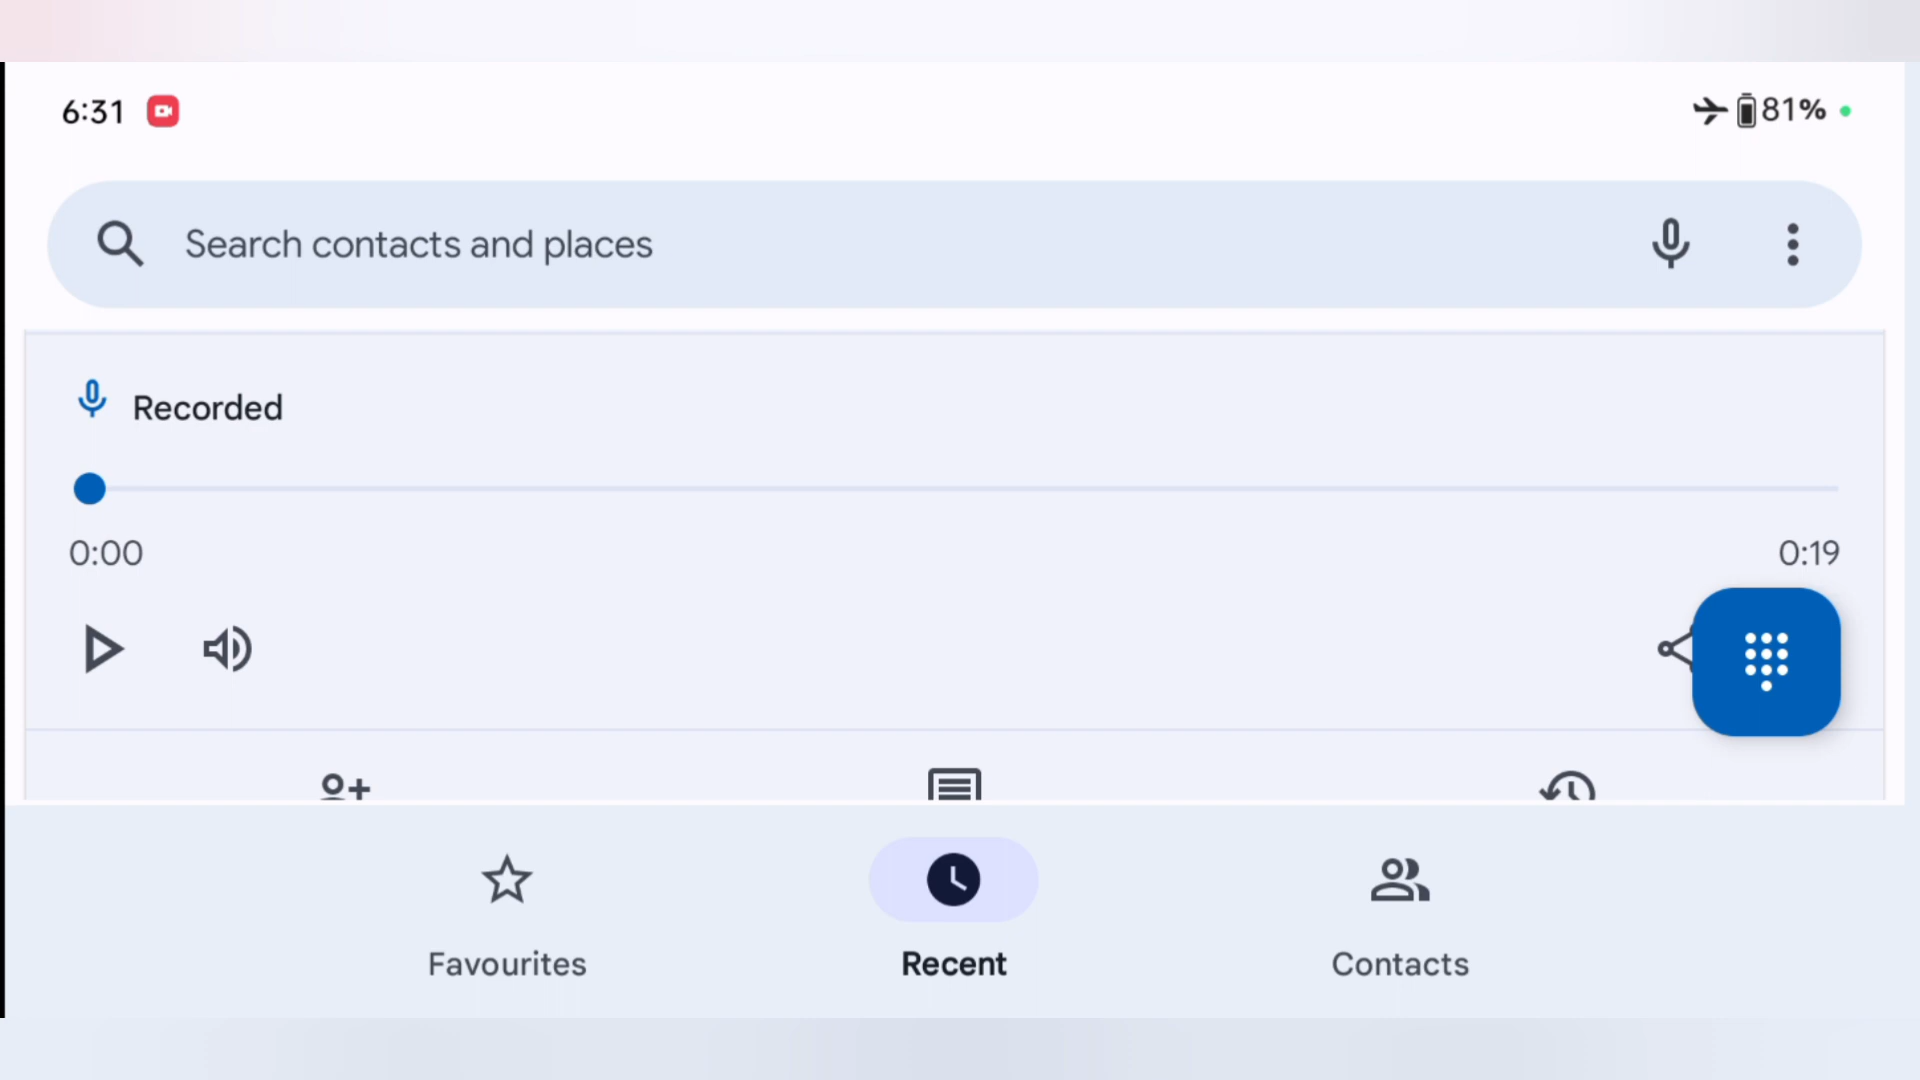 6:31
81%
Search contacts and places
Recorded
0:00
0:19
Favourites
Recent
Contacts